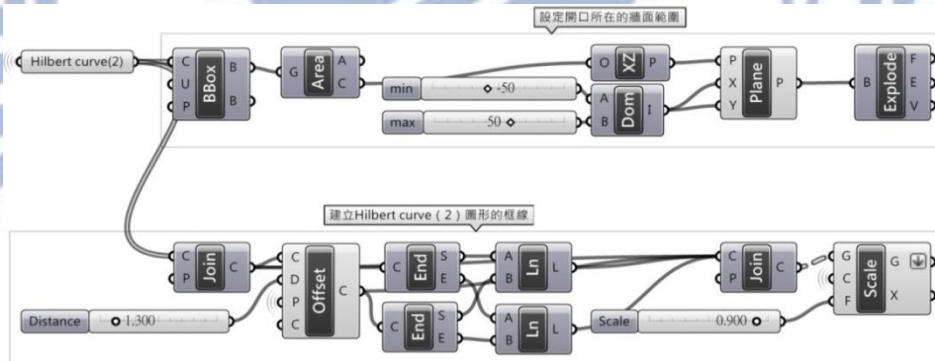 設定開口所在的牆面範圍
Hilbert curve(2)
C
U
P
BBox
B
B
G
Area
A
C
O
XZ
P
min
-50
max
50
A
B
Dom
I
P
X
Y
Plane
P
B
Explode
F
E
V
建立Hilbert curve（2）圖形的框線
C
P
Join
C
C
D
P
C
Offset
C
C
End
S
E
A
B
Ln
L
C
P
Join
C
G
C
F
Scale
G
X
Distance
1.300
C
End
S
E
A
B
Ln
L
Scale
0.900